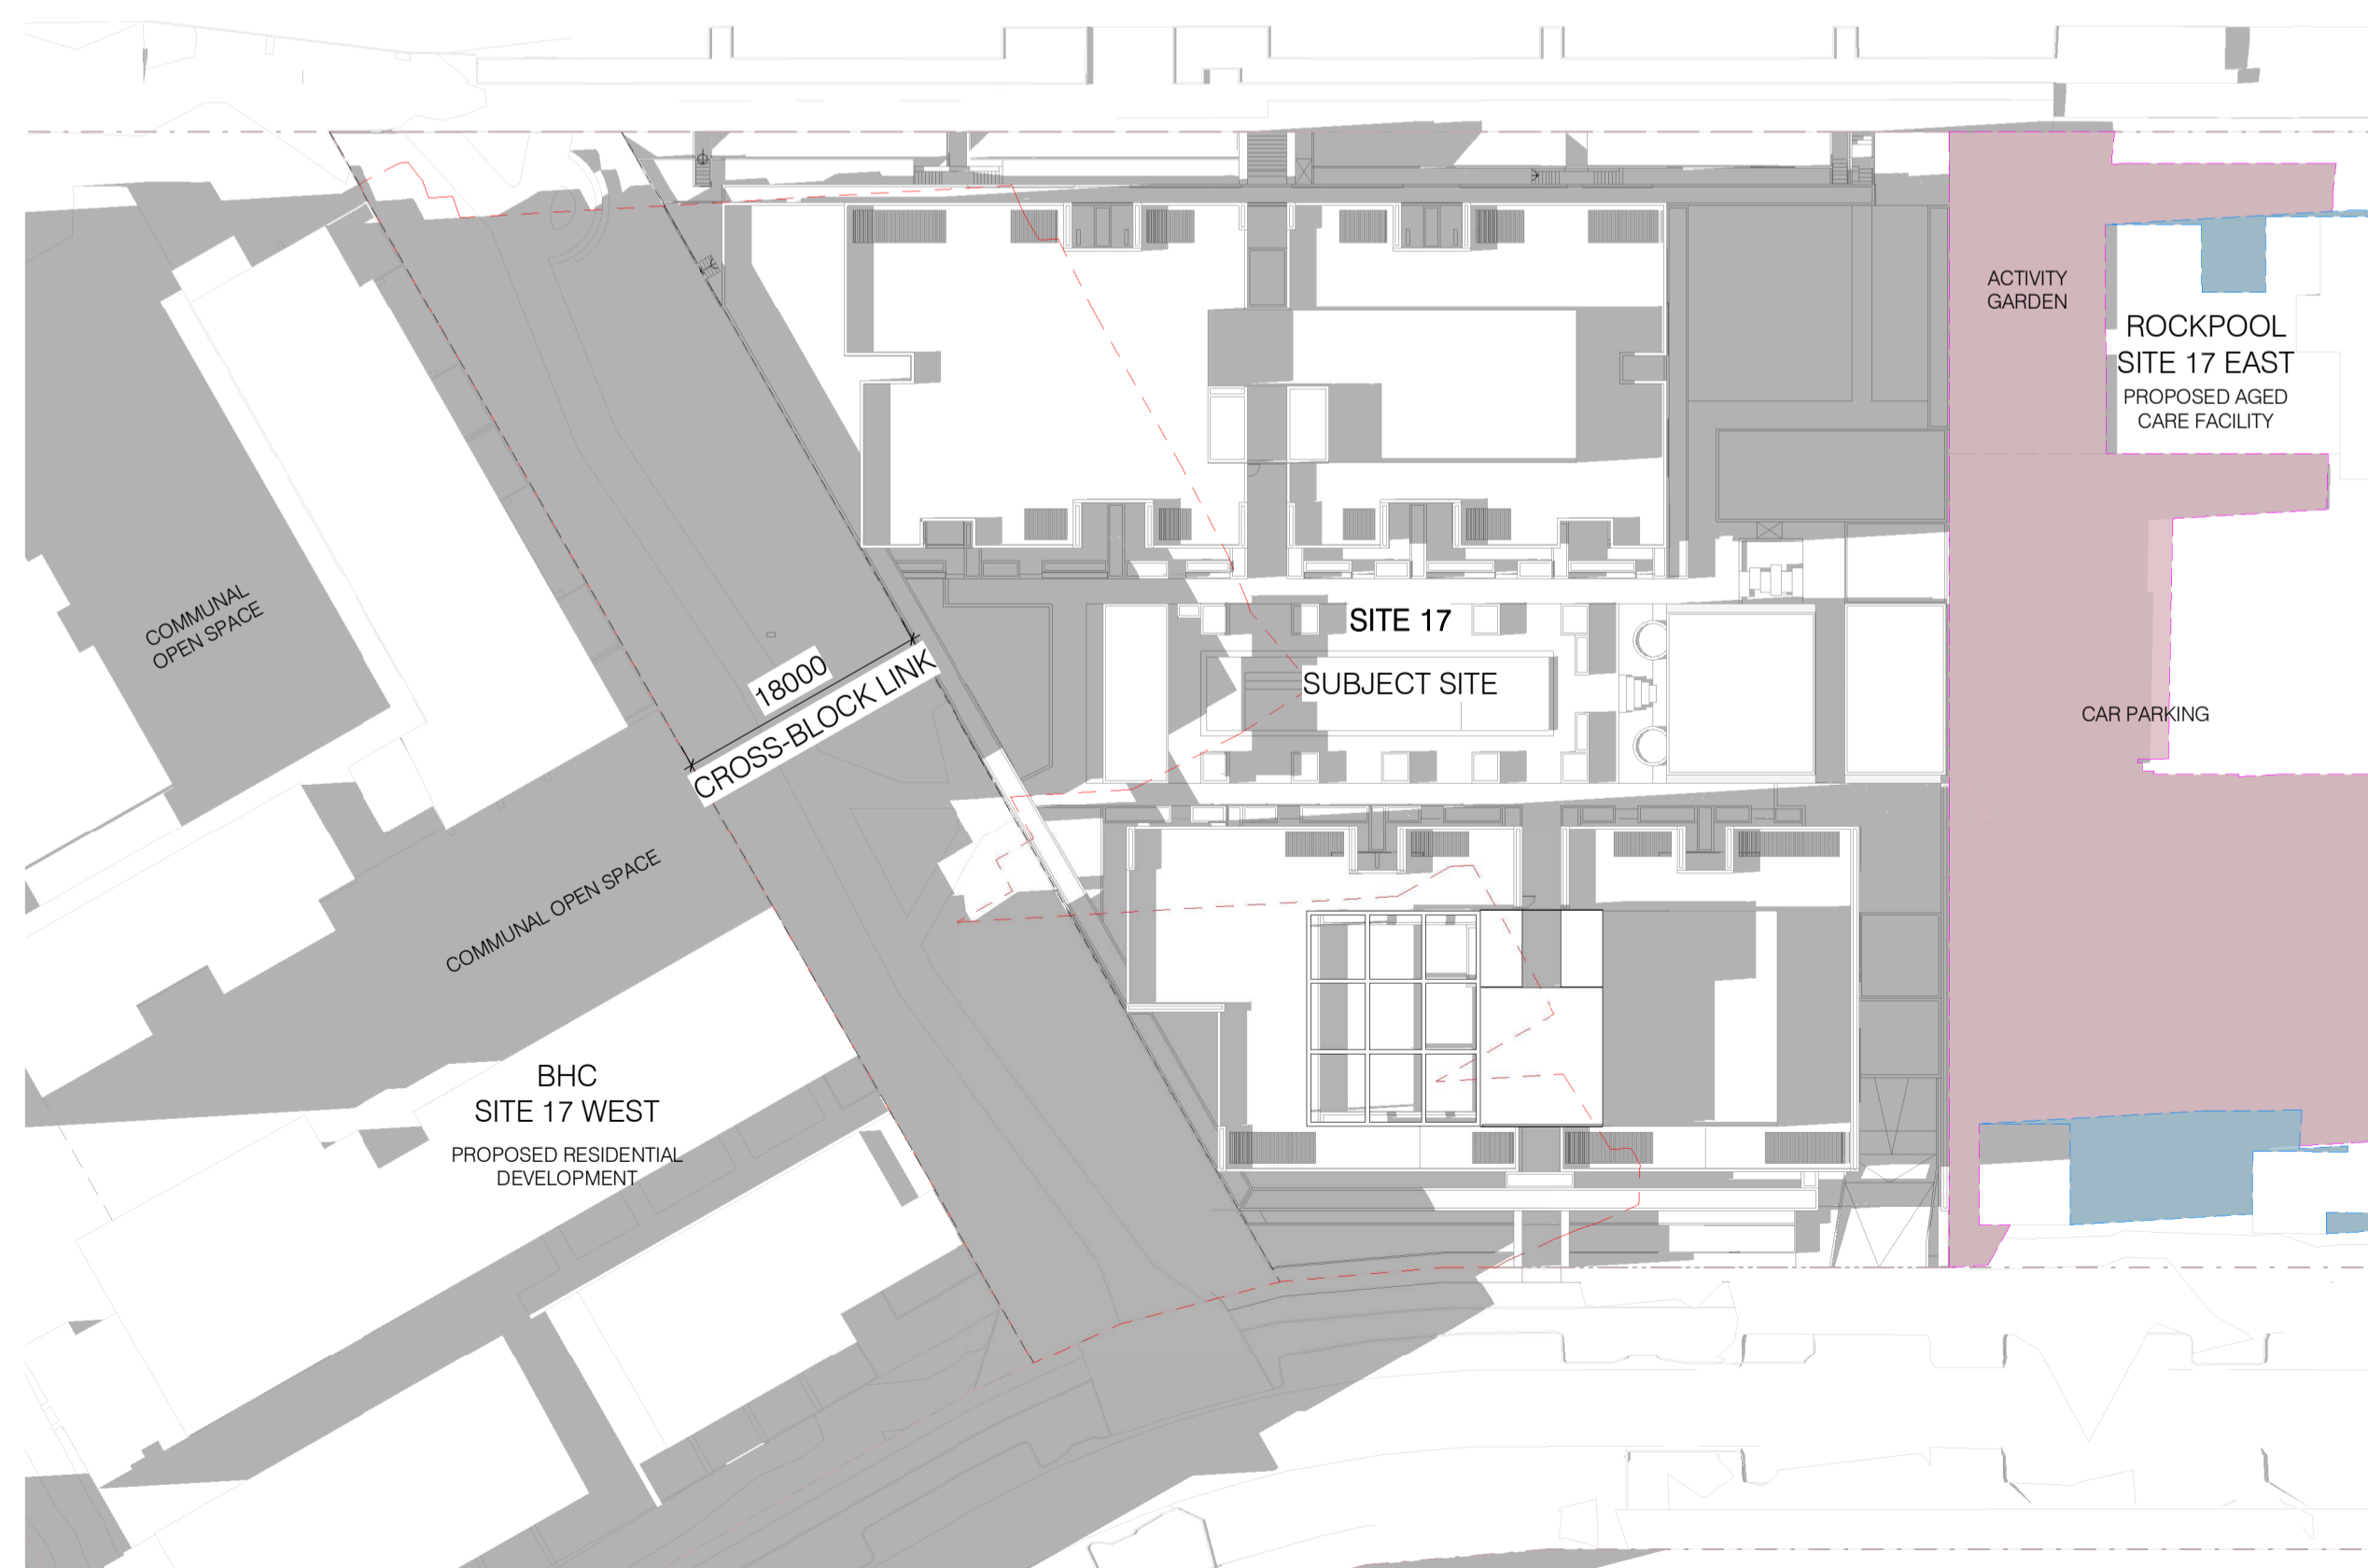 ACTIVITY
GARDEN
ROCKPOOL
SITE 17 EAST
PROPOSED AGED
CARE FACILITY
COMMUNAL
OPEN SPACE
18000
CROSS-BLOCK LINK
SITE 17
SUBJECT SITE
CAR PARKING
COMMUNAL OPEN SPACE
BHC
SITE 17 WEST
PROPOSED RESIDENTIAL
DEVELOPMENT